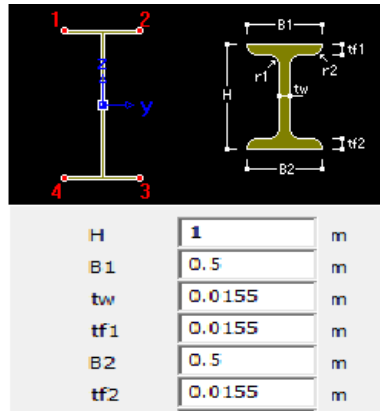 1 2
z
y
4 3
B1
tf1
r1 r2
H
tw
tf2
B2
H 1 m
B1 0.5 m
tw 0.0155 m
tf1 0.0155 m
B2 0.5 m
tf2 0.0155 m